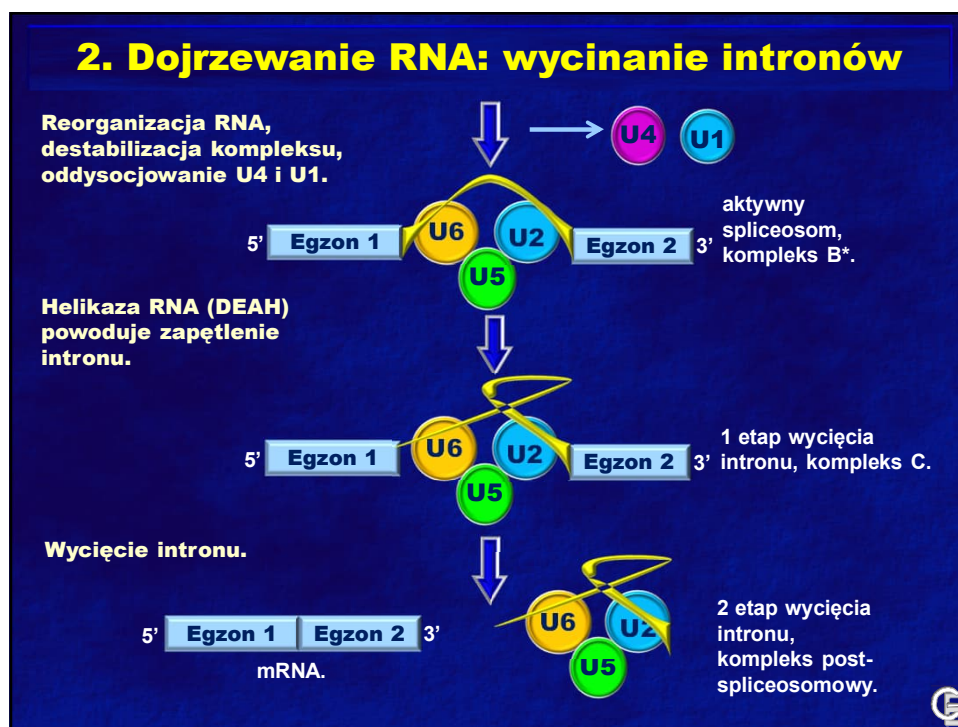 2. Dojrzewanie RNA: wycinanie intronów
Reorganizacja RNA,
destabilizacja kompleksu,
oddysocjowanie U4 i U1.
U4
U1
5’
Egzon 1
U6
U2
U5
Egzon 2
3’
aktywny
spliceosom,
kompleks B*.
Helikaza RNA (DEAH)
powoduje zapętlenie
intronu.
5’
Egzon 1
U6
U2
U5
Egzon 2
3’
1 etap wycięcia
intronu, kompleks C.
Wycięcie intronu.
5’
Egzon 1
Egzon 2
3’
mRNA.
U6
U2
U5
2 etap wycięcia
intronu,
kompleks post-
spliceosomowy.